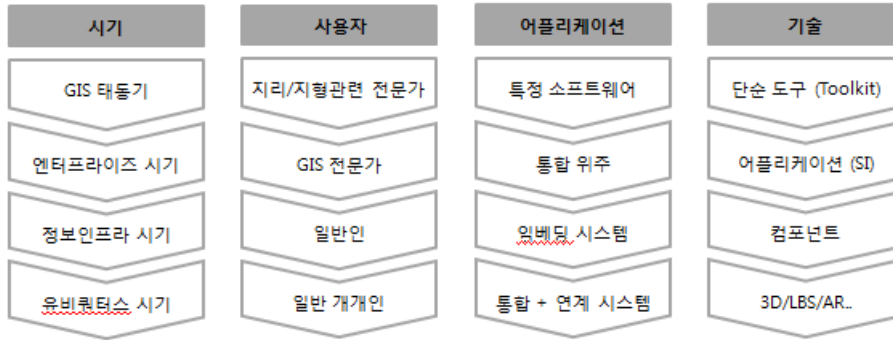 시기 사용자 어플리케이션 기술
GIS 태동기 지리/지형관련 전문가 특정 소프트웨어 단순 도구 (Toolkit)
엔터프라이즈 시기 GIS 전문가 통합 위주 어플리케이션 (SI)
정보인프라 시기 일반인 임베딩 시스템 컴포넌트
유비쿼터스 시기 일반 개개인 통합 + 연계 시스템 3D/LBS/AR..